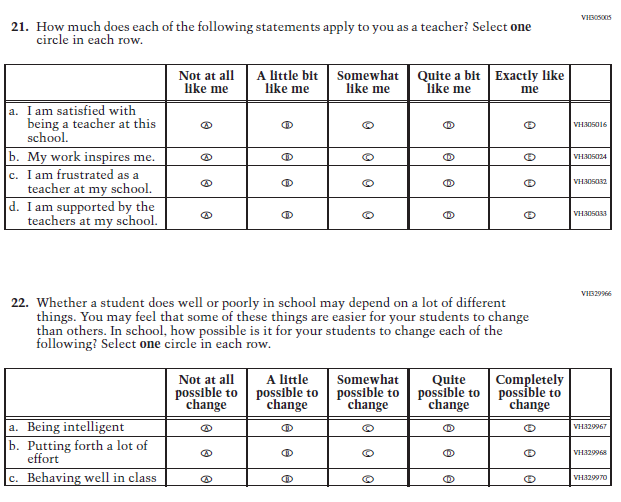 VH305005
21. How much does each of the following statements apply to you as a teacher? Select one
circle in each row.
Not at all like me | A little bit like me | Somewhat like me | Quite a bit like me | Exactly like me
a. I am satisfied with
being a teacher at this
school. A B C D E VH305016
b. My work inspires me. A B C D E VH305024
c. I am frustrated as a
teacher at my school. A B C D E VH305032
d. I am supported by the
teachers at my school. A B C D E VH305033
VH329966
22. Whether a student does well or poorly in school may depend on a lot of different
things. You may feel that some of these things are easier for your students to change
than others. In school, how possible is it for your students to change each of the
following? Select one circle in each row.
Not at all possible to change | A little possible to change | Somewhat possible to change | Quite possible to change | Completely possible to change
a. Being intelligent A B C D E VH329967
b. Putting forth a lot of
effort A B C D E VH329968
c. Behaving well in class A B C D E VH329970